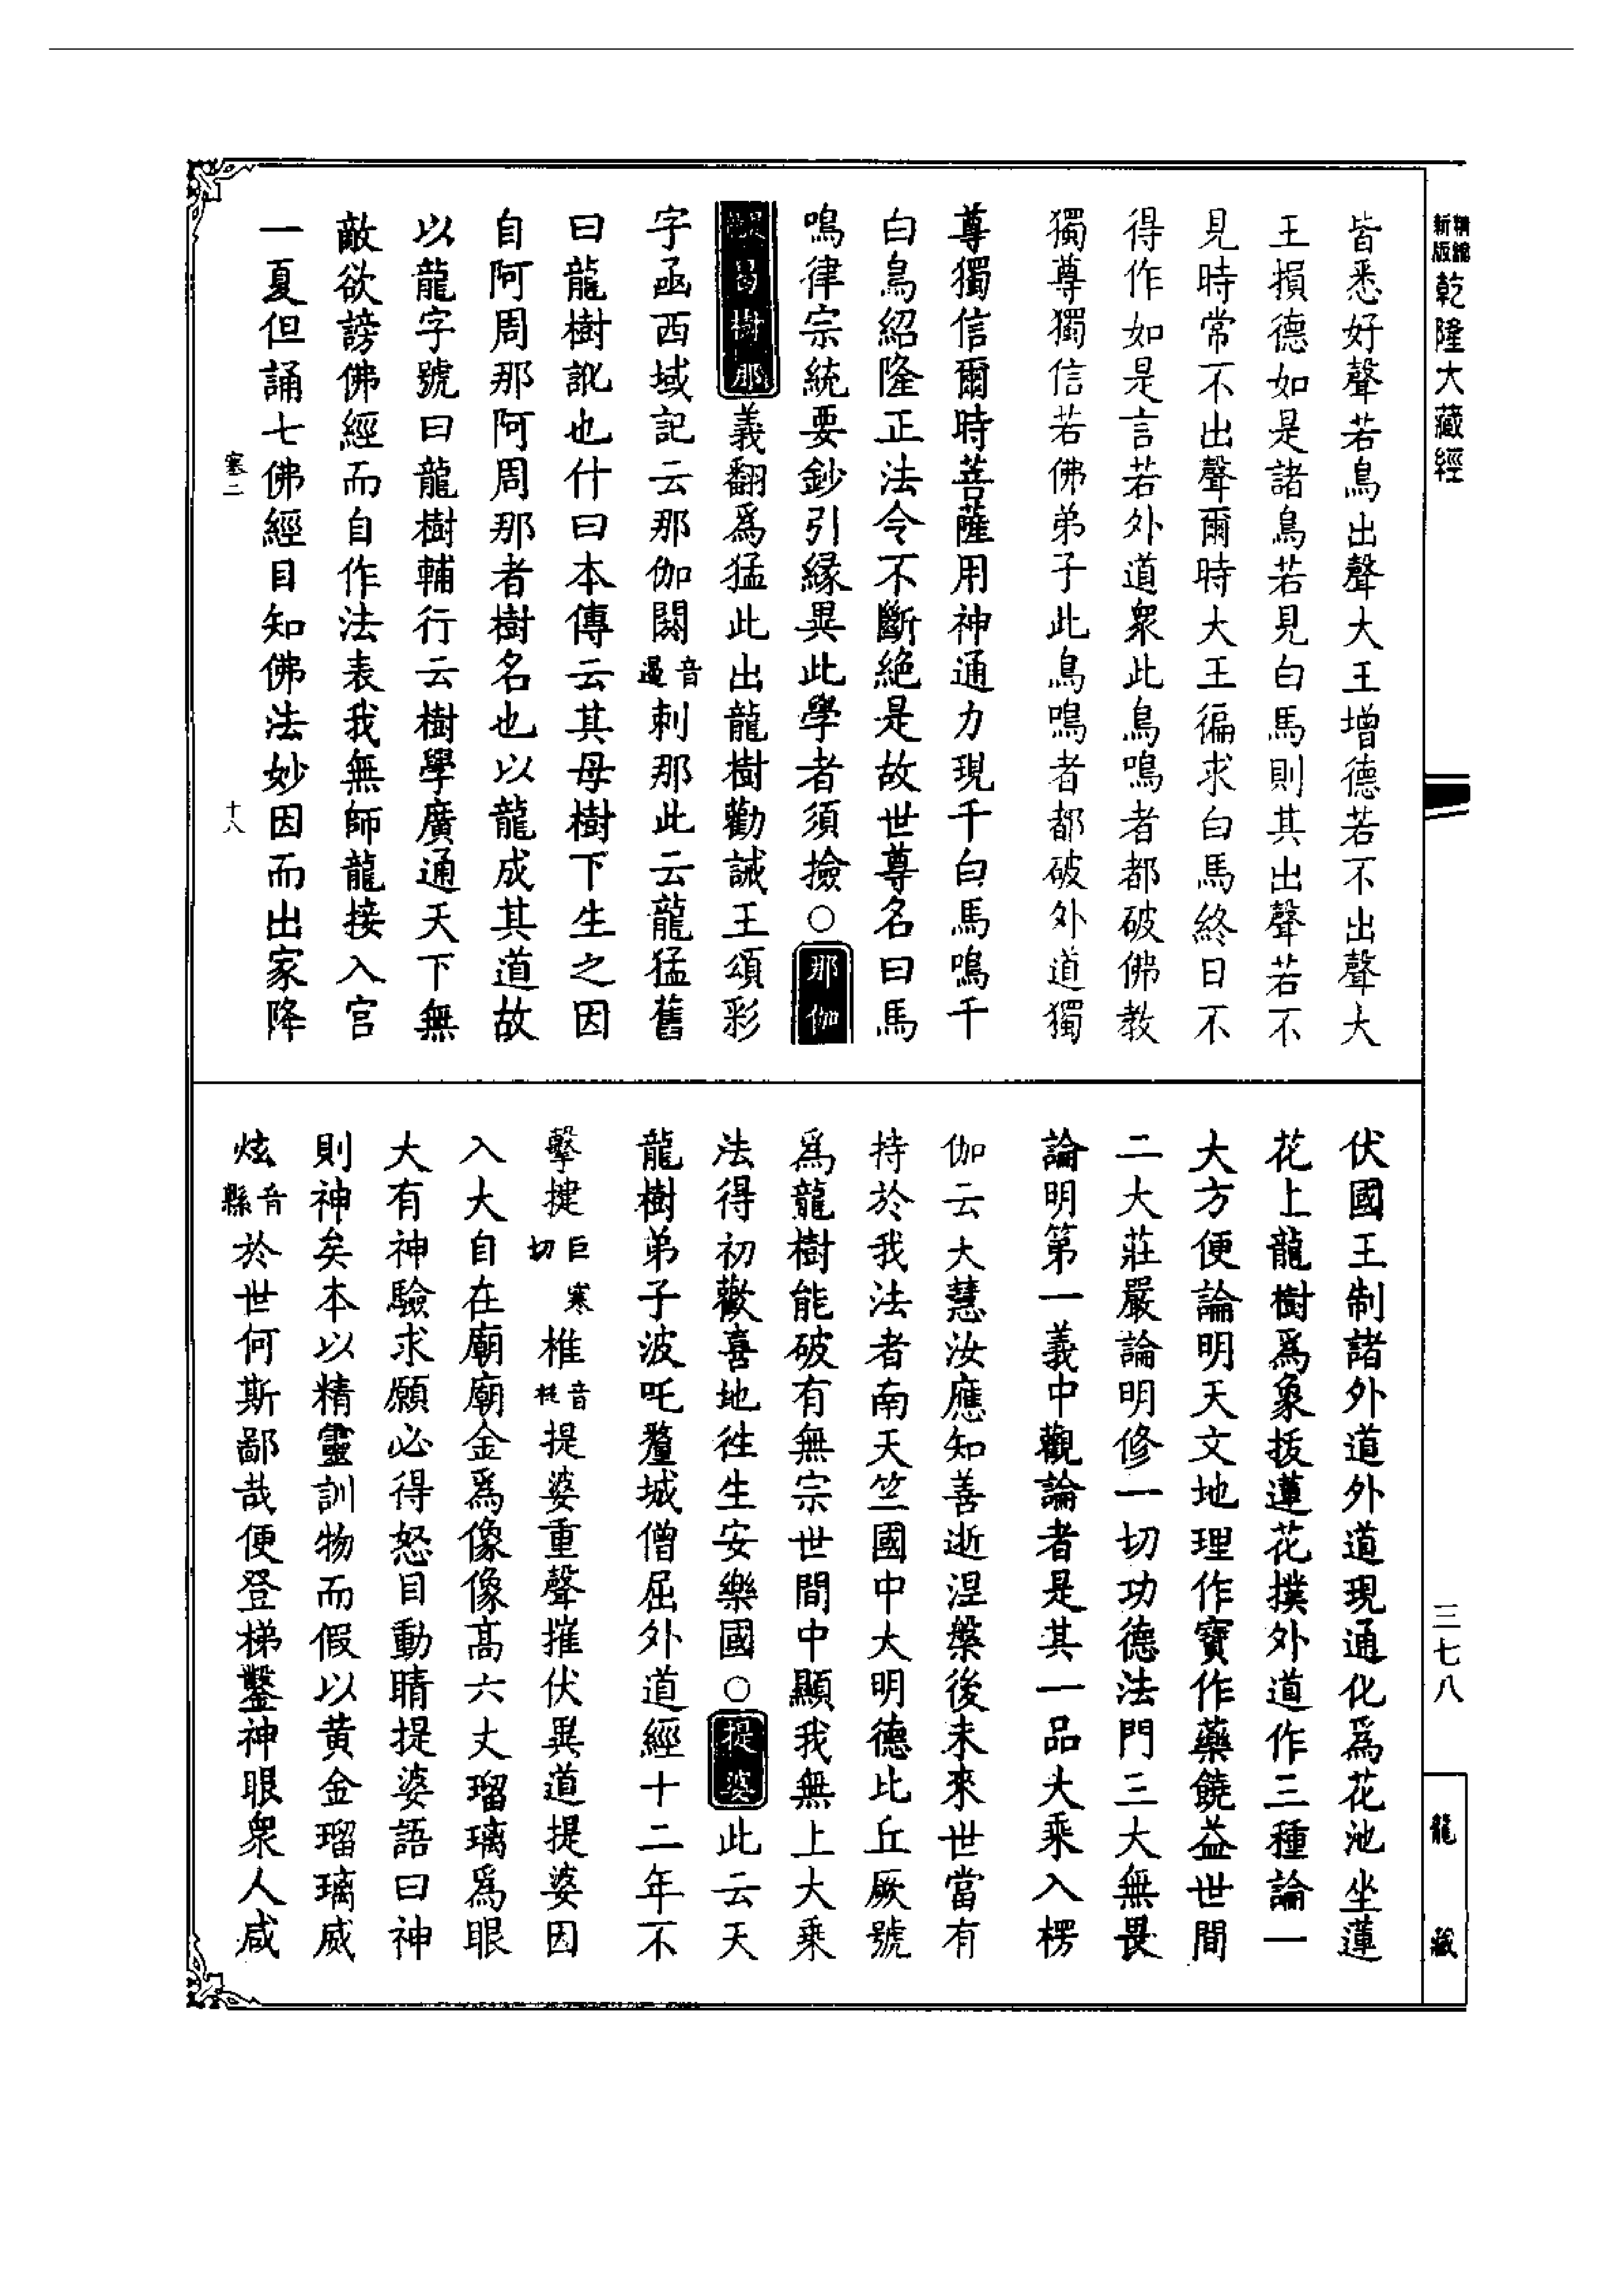 精縮新版乾隆大藏經
皆悉好聲若鳥出聲大王增德若不出聲大
王損德如是諸鳥若見白馬則其出聲若不
見時常不出聲爾時大王徧求白馬終日不
得作如是言若外道衆此鳥鳴者都破佛教
獨尊獨信若佛弟子此鳥鳴者都破外道獨
尊獨信爾時菩薩用神通力現千白馬鳴千
白鳥紹隆正法令不斷絕是故世尊名曰馬
鳴律宗統要鈔引緣異此學者須撿○那伽
曷樹那義翻爲猛此出龍樹勸誡王頌彩
字函西域記云那伽閼音遏剌那此云龍猛舊
曰龍樹訛也什曰本傳云其母樹下生之因
自阿周那阿周那者樹名也以龍成其道故
以龍字號曰龍樹輔行云樹學廣通天下無
敵欲謗佛經而自作法表我無師龍接入宮
一夏但誦七佛經目知佛法妙因而出家降
塞二 十八
伏國王制諸外道外道現通化爲花池坐蓮
花上龍樹爲象拔蓮花撲外道作三種論一
大方便論明天文地理作寶作藥饒益世間
二大莊嚴論明修一切功德法門三大無畏
論明第一義中觀論者是其一品大乘入楞
伽云大慧汝應知善逝涅槃後未來世當有
持於我法者南天竺國中大明德比丘厥號
爲龍樹能破有無宗世間中顯我無上大乘
法得初歡喜地往生安樂國○提婆此云天
龍樹弟子波吒釐城僧屈外道經十二年不
擊揵巨寒切椎音搥提婆重聲摧伏異道提婆因
入大自在廟廟金爲像像高六丈瑠璃爲眼
大有神驗求願必得怒目動睛提婆語曰神
則神矣本以精靈訓物而假以黃金瑠璃威
炫音縣於世何斯鄙哉便登梯鑿神眼衆人咸
三七八
龍藏